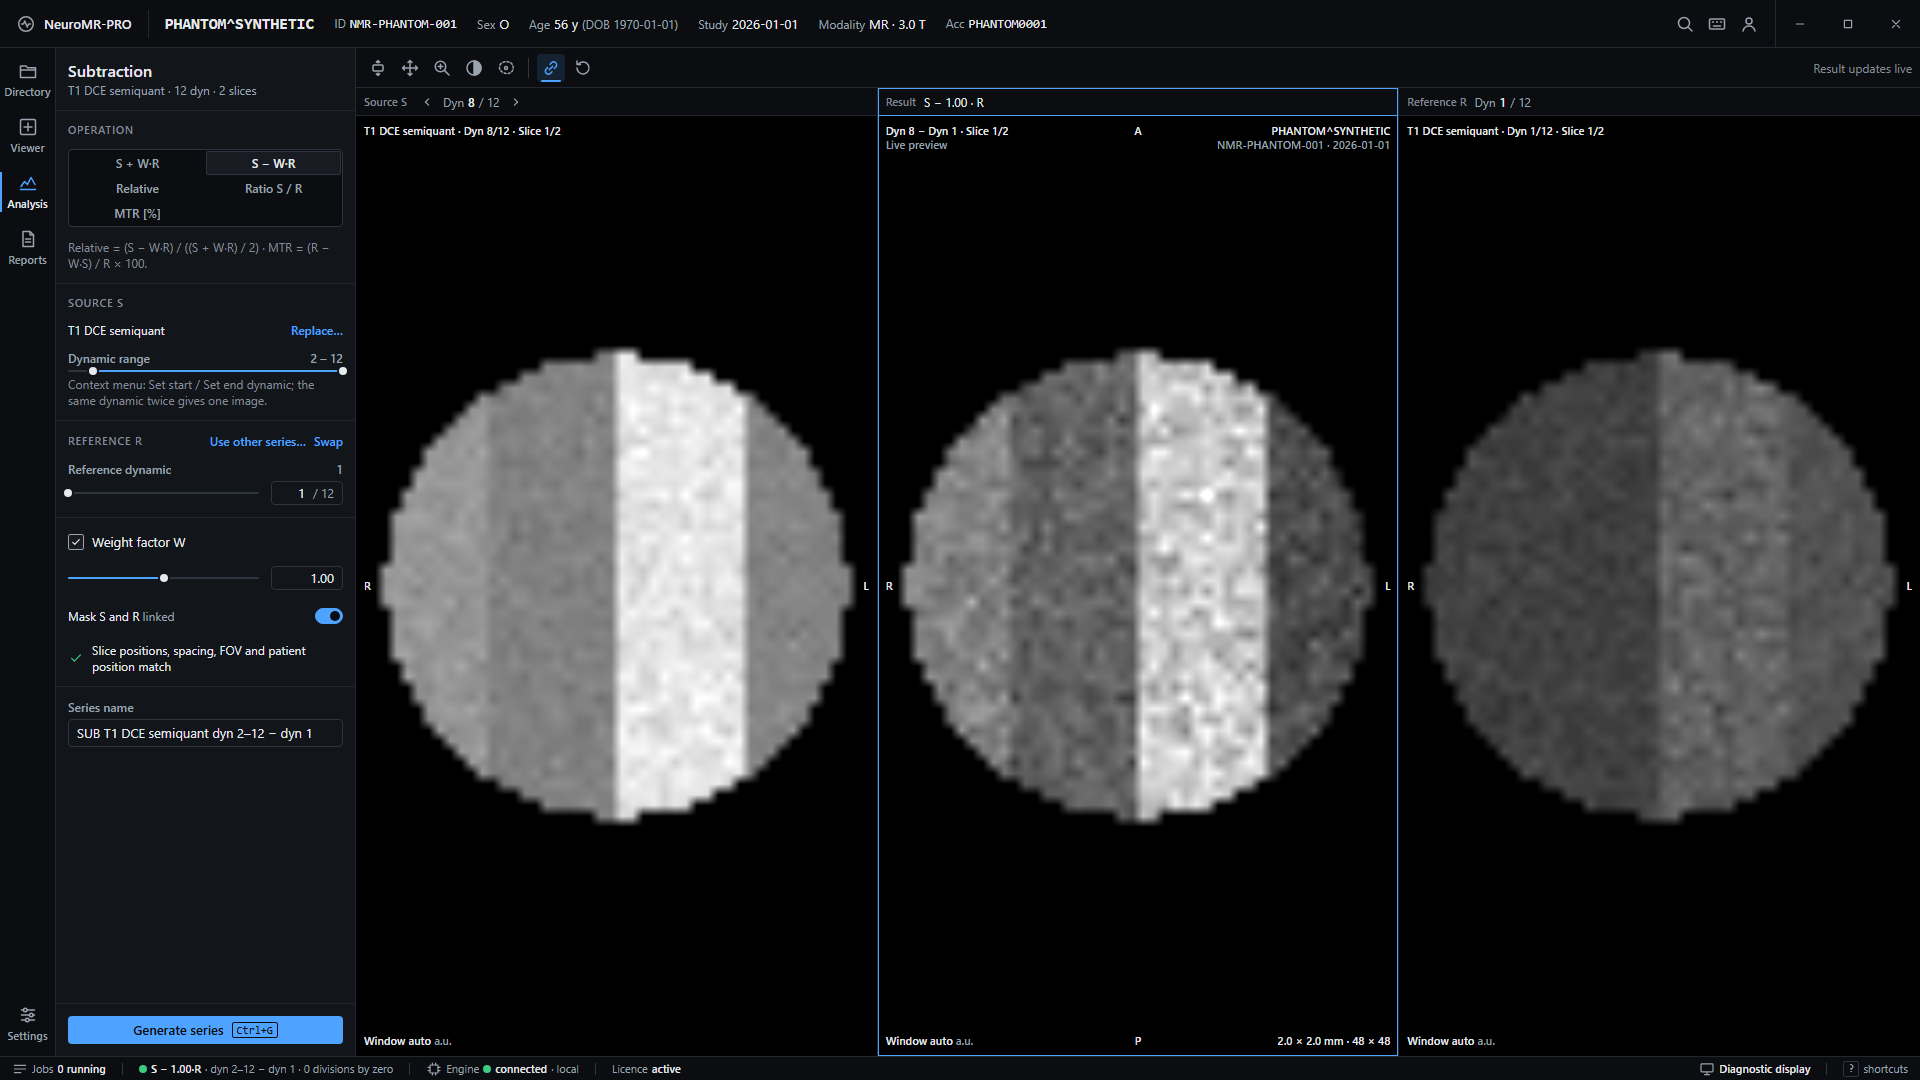 NeuroMR-PRO PHANTOM^SYNTHETIC ID NMR-PHANTOM-001 Sex O Age 56 y (DOB 1970-01-01) Study 2026-01-01 Modality MR · 3.0 T Acc PHANTOM0001
Directory
Viewer
Analysis
Reports
Settings
Subtraction
T1 DCE semiquant · 12 dyn · 2 slices
OPERATION
S + W·R S − W·R
Relative Ratio S / R
MTR [%]
Relative = (S − W·R) / ((S + W·R) / 2) · MTR = (R −
W·S) / R × 100.
SOURCE S
T1 DCE semiquant Replace...
Dynamic range 2 – 12
Context menu: Set start / Set end dynamic; the
same dynamic twice gives one image.
REFERENCE R Use other series... Swap
Reference dynamic 1
1 / 12
Weight factor W
1.00
Mask S and R linked
Slice positions, spacing, FOV and patient
position match
Series name
SUB T1 DCE semiquant dyn 2–12 − dyn 1
Generate series Ctrl+G
Result updates live
Source S Dyn 8 / 12
T1 DCE semiquant · Dyn 8/12 · Slice 1/2
R L
Window auto a.u.
Result S − 1.00 · R
Dyn 8 − Dyn 1 · Slice 1/2 A PHANTOM^SYNTHETIC
Live preview NMR-PHANTOM-001 · 2026-01-01
R L
Window auto a.u. P 2.0 × 2.0 mm · 48 × 48
Reference R Dyn 1 / 12
T1 DCE semiquant · Dyn 1/12 · Slice 1/2
R L
Window auto a.u.
Jobs 0 running S − 1.00·R · dyn 2–12 − dyn 1 · 0 divisions by zero Engine connected · local Licence active Diagnostic display ? shortcuts